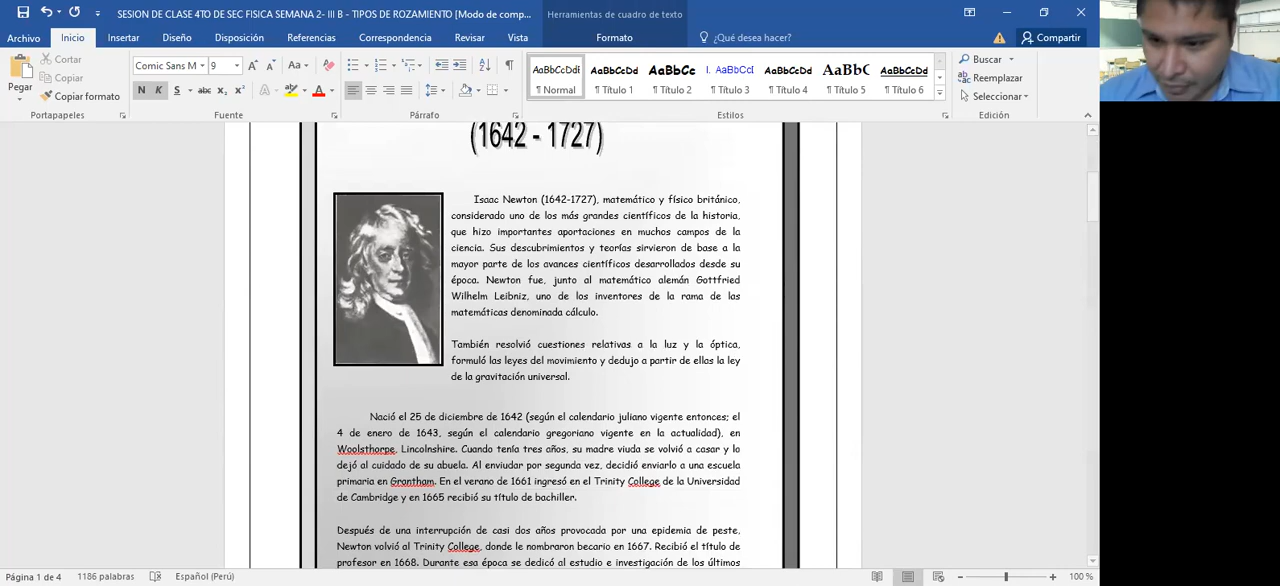 SESION DE CLASE 4TO DE SEC FISICA SEMANA 2- III B - TIPOS DE ROZAMIENTO [Modo de comp...
Herramientas de cuadro de texto
Archivo Inicio Insertar Diseño Disposición Referencias Correspondencia Revisar Vista Formato ¿Qué desea hacer? Compartir
Pegar
Cortar
Copiar
Copiar formato
Portapapeles
Comic Sans M 9
N K S abc x₂ x²
Fuente
Párrafo
AaBbCcDdE AaBbCcDd AaBbCc I. AaBbCcI AaBbCcDd AaBbC AaBbCcDd
¶ Normal ¶ Título 1 ¶ Título 2 ¶ Título 3 ¶ Título 4 ¶ Título 5 ¶ Título 6
Estilos
Buscar
Reemplazar
Seleccionar
Edición
(1642 - 1727)
Isaac Newton (1642-1727), matemático y físico británico,
considerado uno de los más grandes científicos de la historia,
que hizo importantes aportaciones en muchos campos de la
ciencia. Sus descubrimientos y teorías sirvieron de base a la
mayor parte de los avances científicos desarrollados desde su
época. Newton fue, junto al matemático alemán Gottfried
Wilhelm Leibniz, uno de los inventores de la rama de las
matemáticas denominada cálculo.
También resolvió cuestiones relativas a la luz y la óptica,
formuló las leyes del movimiento y dedujo a partir de ellas la ley
de la gravitación universal.
Nació el 25 de diciembre de 1642 (según el calendario juliano vigente entonces; el
4 de enero de 1643, según el calendario gregoriano vigente en la actualidad), en
Woolsthorpe, Lincolnshire. Cuando tenía tres años, su madre viuda se volvió a casar y lo
dejó al cuidado de su abuela. Al enviudar por segunda vez, decidió enviarlo a una escuela
primaria en Grantham. En el verano de 1661 ingresó en el Trinity College de la Universidad
de Cambridge y en 1665 recibió su título de bachiller.
Después de una interrupción de casi dos años provocada por una epidemia de peste,
Newton volvió al Trinity College, donde le nombraron becario en 1667. Recibió el título de
profesor en 1668. Durante esa época se dedicó al estudio e investigación de los últimos
Página 1 de 4 1186 palabras Español (Perú) 100 %